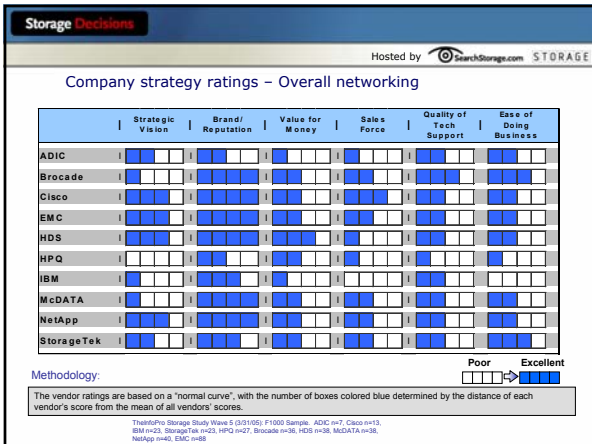 Storage Decisions
Hosted by SearchStorage.com STORAGE
Company strategy ratings – Overall networking
Strategic Vision | Brand/ Reputation | Value for Money | Sales Force | Quality of Tech Support | Ease of Doing Business
ADIC
Brocade
Cisco
EMC
HDS
HPQ
IBM
McDATA
NetApp
StorageTek
Poor Excellent
Methodology:
The vendor ratings are based on a “normal curve”, with the number of boxes colored blue determined by the distance of each
vendor’s score from the mean of all vendors’ scores.
TheInfoPro Storage Study Wave 5 (3/31/05): F1000 Sample. ADIC n=7, Cisco n=13,
IBM n=23, StorageTek n=23, HPQ n=27, Brocade n=36, HDS n=38, McDATA n=38,
NetApp n=40, EMC n=88